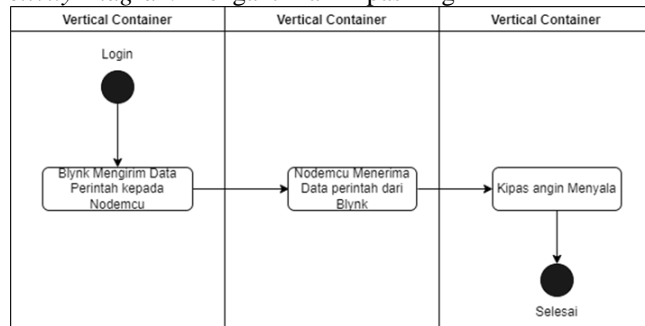 Vertical Container
Vertical Container
Vertical Container
Login
Blynk Mengirim Data
Perintah kepada
Nodemcu
Nodemcu Menerima
Data perintah dari
Blynk
Kipas angin Menyala
Selesai